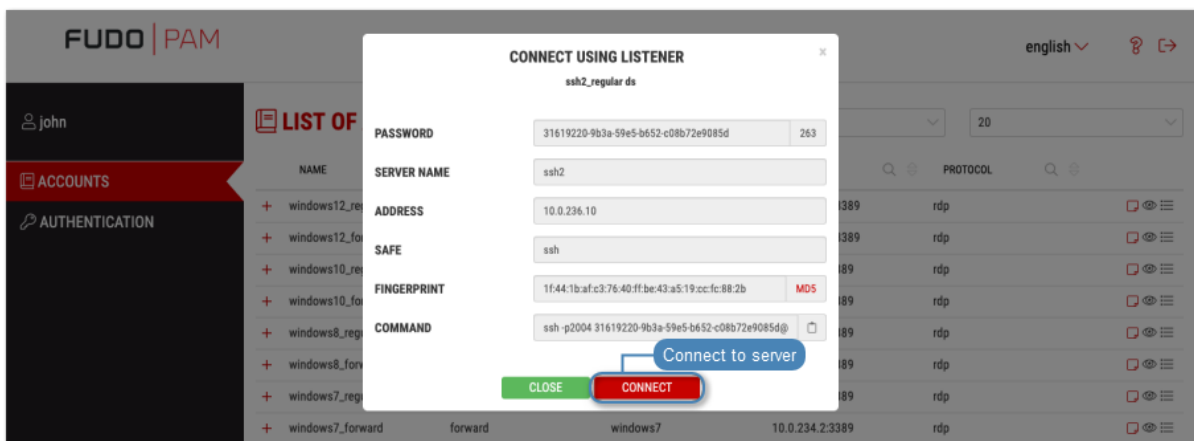 FUDO PAM
english
john
ACCOUNTS
AUTHENTICATION
LIST OF
20
NAME
PROTOCOL
+ windows12_reg 3389 rdp
+ windows12_fo 3389 rdp
+ windows10_reg 389 rdp
+ windows10_fo 389 rdp
+ windows8_regu 389 rdp
+ windows8_forw 389 rdp
+ windows7_regu 389 rdp
+ windows7_forward forward windows7 10.0.234.2:3389 rdp
CONNECT USING LISTENER
×
ssh2_regular ds
PASSWORD 31619220-9b3a-59e5-b652-c08b72e9085d 263
SERVER NAME ssh2
ADDRESS 10.0.236.10
SAFE ssh
FINGERPRINT 1f:44:1b:af:c3:76:40:ff:be:43:a5:19:cc:fc:88:2b MD5
COMMAND ssh -p2004 31619220-9b3a-59e5-b652-c08b72e9085d@
Connect to server
CLOSE CONNECT